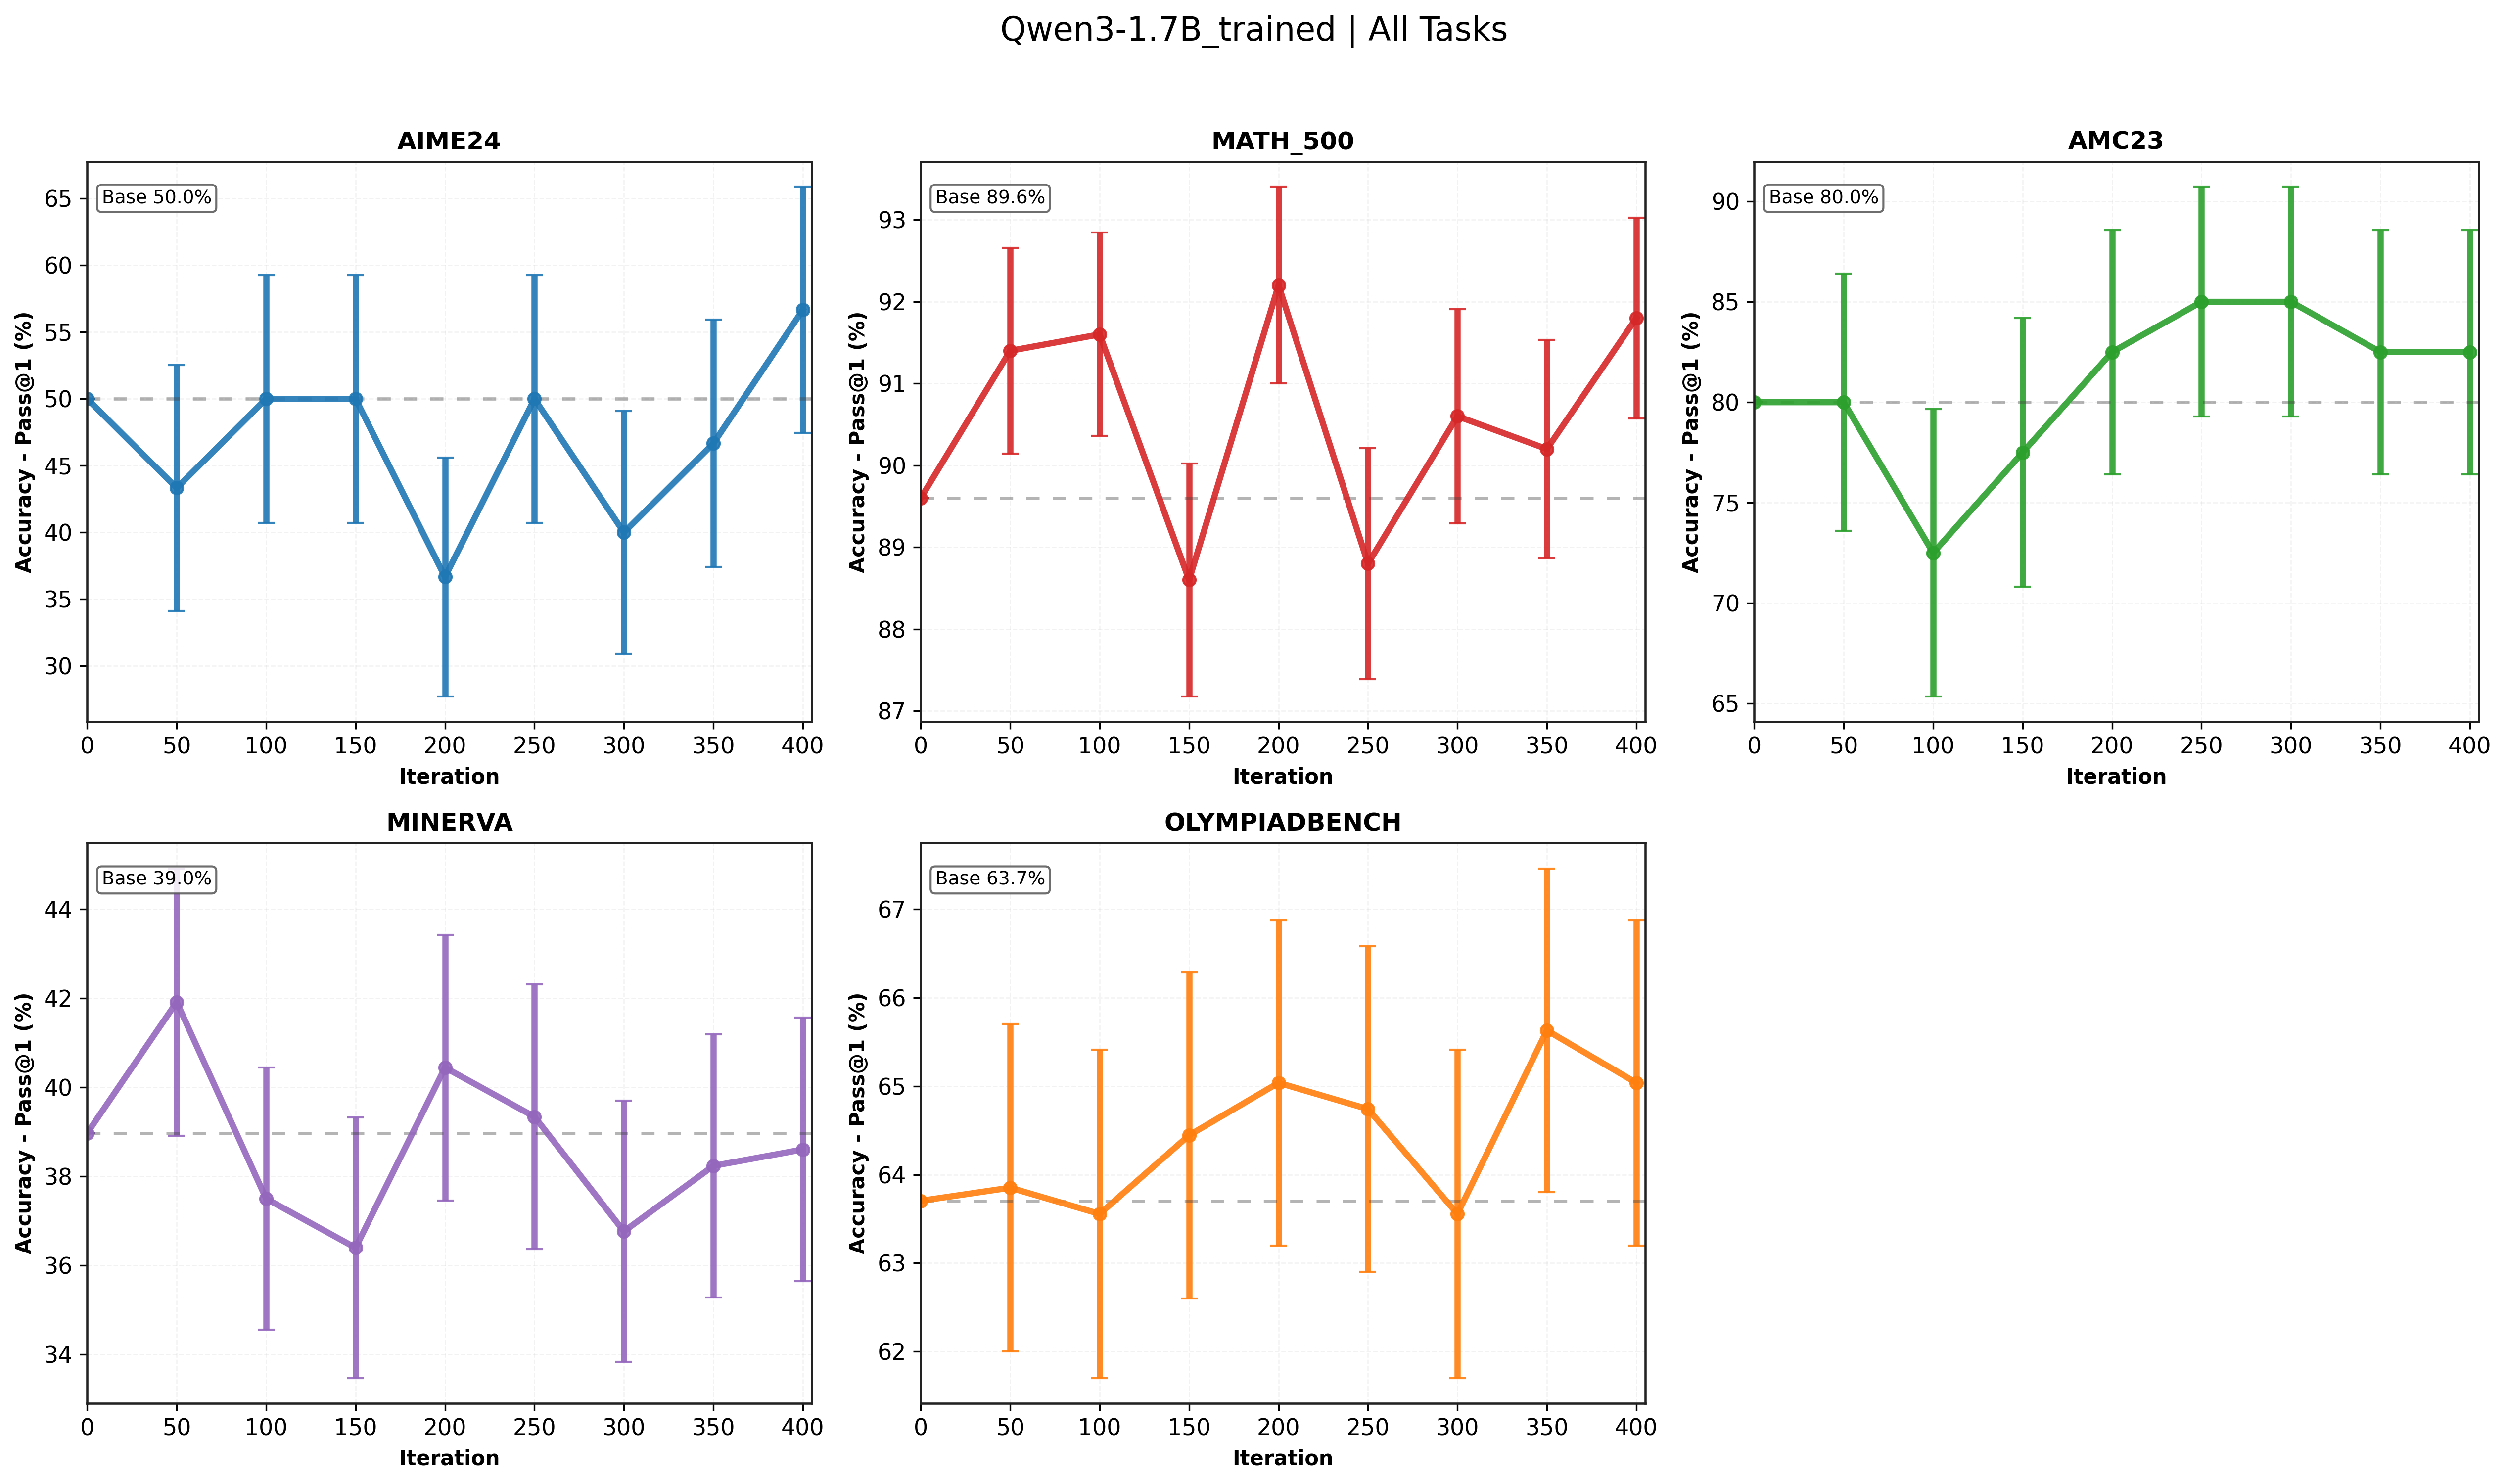 Qwen3-1.7B_trained | All Tasks
AIME24
Base 50.0%
Accuracy - Pass@1 (%)
65
60
55
50
45
40
35
30
0 50 100 150 200 250 300 350 400
Iteration
MATH_500
Base 89.6%
Accuracy - Pass@1 (%)
93
92
91
90
89
88
87
0 50 100 150 200 250 300 350 400
Iteration
AMC23
Base 80.0%
Accuracy - Pass@1 (%)
90
85
80
75
70
65
0 50 100 150 200 250 300 350 400
Iteration
MINERVA
Base 39.0%
Accuracy - Pass@1 (%)
44
42
40
38
36
34
0 50 100 150 200 250 300 350 400
Iteration
OLYMPIADBENCH
Base 63.7%
Accuracy - Pass@1 (%)
67
66
65
64
63
62
0 50 100 150 200 250 300 350 400
Iteration